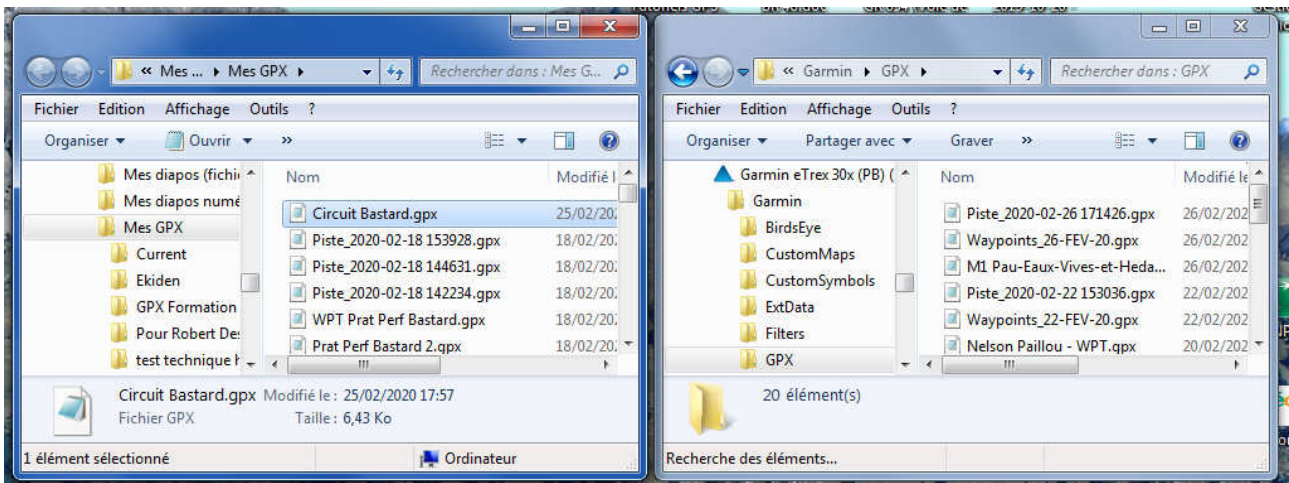 « Mes ... ▸ Mes GPX ▸
Rechercher dans : Mes G...
Fichier Edition Affichage Outils ?
Organiser Ouvrir »
Mes diapos (fichi
Mes diapos numé
Mes GPX
Current
Ekiden
GPX Formation
Pour Robert De
test technique
Nom Modifié l
Circuit Bastard.gpx 25/02/20
Piste_2020-02-18 153928.gpx 18/02/20
Piste_2020-02-18 144631.gpx 18/02/20
Piste_2020-02-18 142234.gpx 18/02/20
WPT Prat Perf Bastard.gpx 18/02/20
Prat Perf Bastard 2.gpx 18/02/20
Circuit Bastard.gpx Modifié le : 25/02/2020 17:57
Fichier GPX Taille : 6,43 Ko
1 élément sélectionné Ordinateur
« Garmin ▸ GPX ▸
Rechercher dans : GPX
Fichier Edition Affichage Outils ?
Organiser Partager avec Graver »
Garmin eTrex 30x (PB) (
Garmin
BirdsEye
CustomMaps
CustomSymbols
ExtData
Filters
GPX
Nom Modifié le
Piste_2020-02-26 171426.gpx 26/02/202
Waypoints_26-FEV-20.gpx 26/02/202
M1 Pau-Eaux-Vives-et-Heda... 26/02/202
Piste_2020-02-22 153036.gpx 22/02/202
Waypoints_22-FEV-20.gpx 22/02/202
Nelson Paillou - WPT.gpx 20/02/202
20 élément(s)
Recherche des éléments...